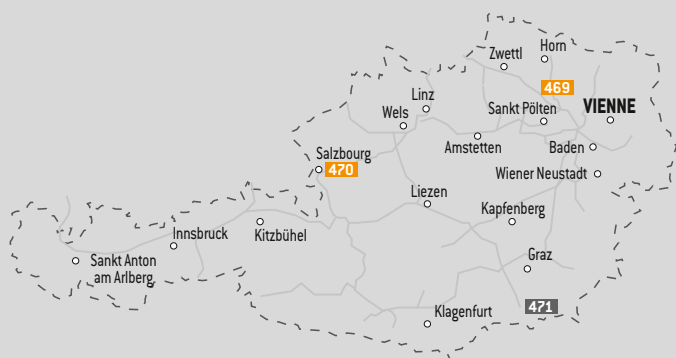 Zwettl
Horn
469
Linz
Sankt Pölten
VIENNE
Wels
Amstetten
Baden
Salzbourg
470
Wiener Neustadt
Liezen
Kapfenberg
Innsbruck
Kitzbühel
Sankt Anton
am Arlberg
Graz
471
Klagenfurt